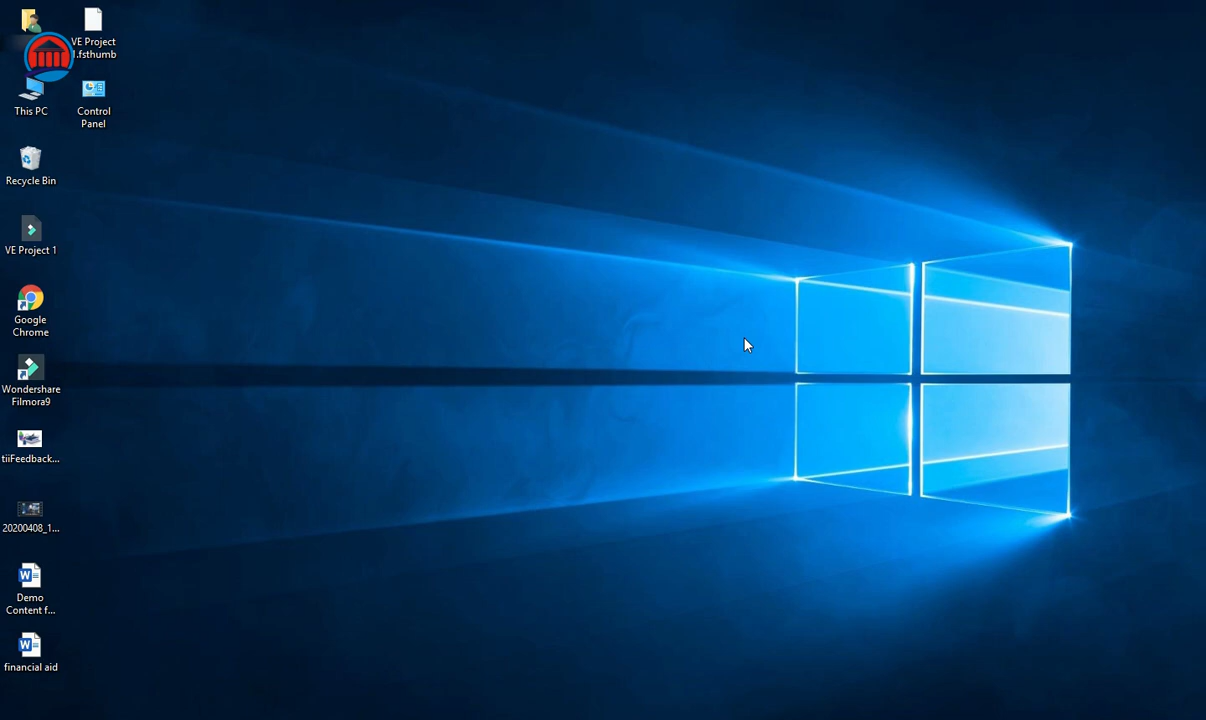 VE Project
1.fsthumb
This PC
Control
Panel
Recycle Bin
VE Project 1
Google
Chrome
Wondershare
Filmora9
tiiFeedback...
20200408_1...
Demo
Content f...
financial aid